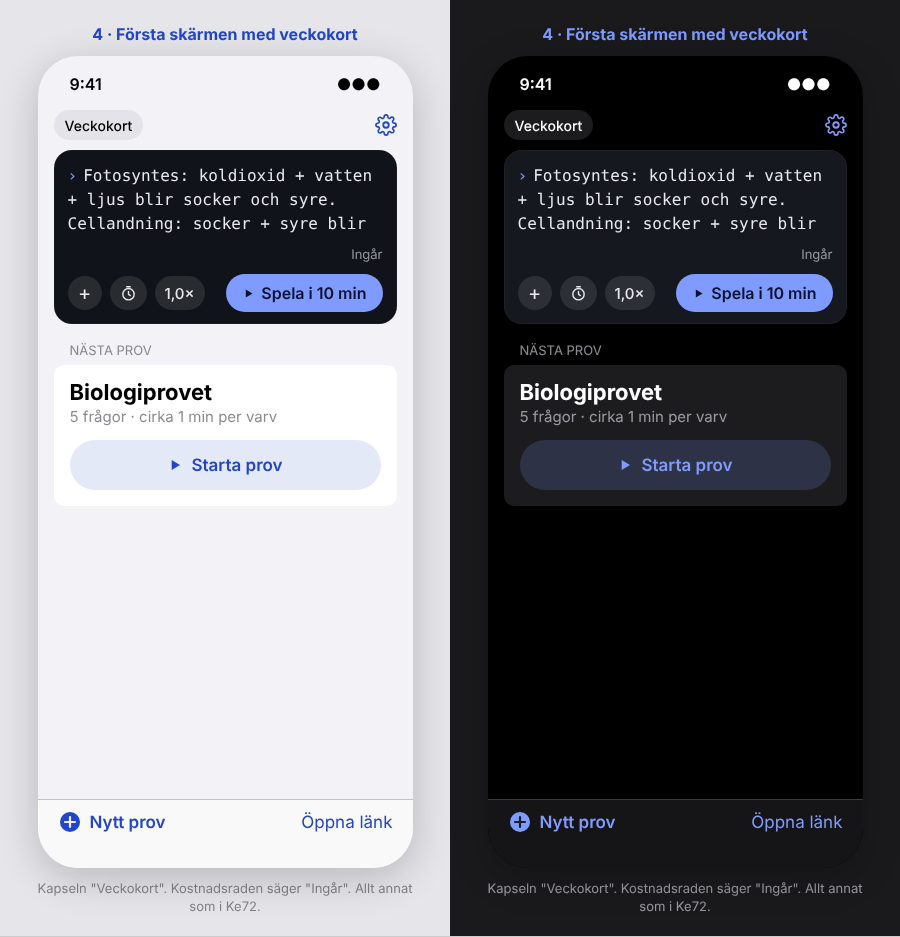 4 · Första skärmen med veckokort
9:41
Veckokort
› Fotosyntes: koldioxid + vatten
+ ljus blir socker och syre.
Cellandning: socker + syre blir
Ingår
+
1,0×
Spela i 10 min
NÄSTA PROV
Biologiprovet
5 frågor · cirka 1 min per varv
Starta prov
Nytt prov
Öppna länk
Kapseln "Veckokort". Kostnadsraden säger "Ingår". Allt annat
som i Ke72.
4 · Första skärmen med veckokort
9:41
Veckokort
› Fotosyntes: koldioxid + vatten
+ ljus blir socker och syre.
Cellandning: socker + syre blir
Ingår
+
1,0×
Spela i 10 min
NÄSTA PROV
Biologiprovet
5 frågor · cirka 1 min per varv
Starta prov
Nytt prov
Öppna länk
Kapseln "Veckokort". Kostnadsraden säger "Ingår". Allt annat
som i Ke72.